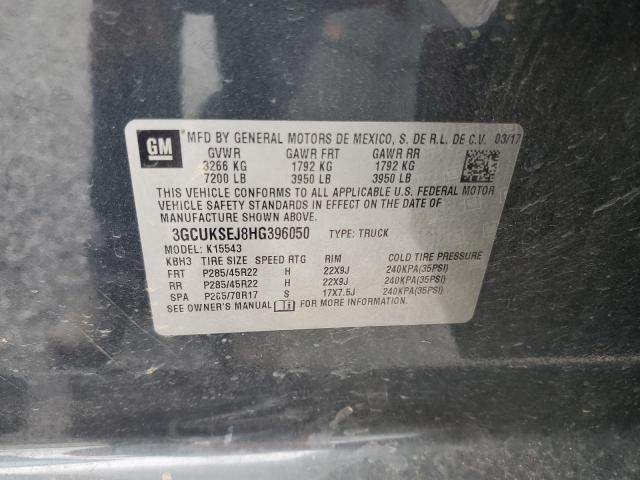 GM
MFD BY GENERAL MOTORS DE MEXICO, S. DE R.L. DE C.V. 03/17
GVWR GAWR FRT GAWR RR
3266 KG 1792 KG 1792 KG
7200 LB 3950 LB 3950 LB
THIS VEHICLE CONFORMS TO ALL APPLICABLE U.S. FEDERAL MOTOR
VEHICLE SAFETY STANDARDS IN EFFECT ON THE DATE OF
MANUFACTURE SHOWN ABOVE.
3GCUKSEJ8HG396050 TYPE: TRUCK
MODEL: K15543
K8H3 TIRE SIZE SPEED RTG RIM COLD TIRE PRESSURE
FRT P285/45R22 H 22X9J 240KPA(35PSI)
RR P285/45R22 H 22X9J 240KPA(35PSI)
SPA P265/70R17 S 17X7.5J 240KPA(35PSI)
SEE OWNER'S MANUAL FOR MORE INFORMATION.